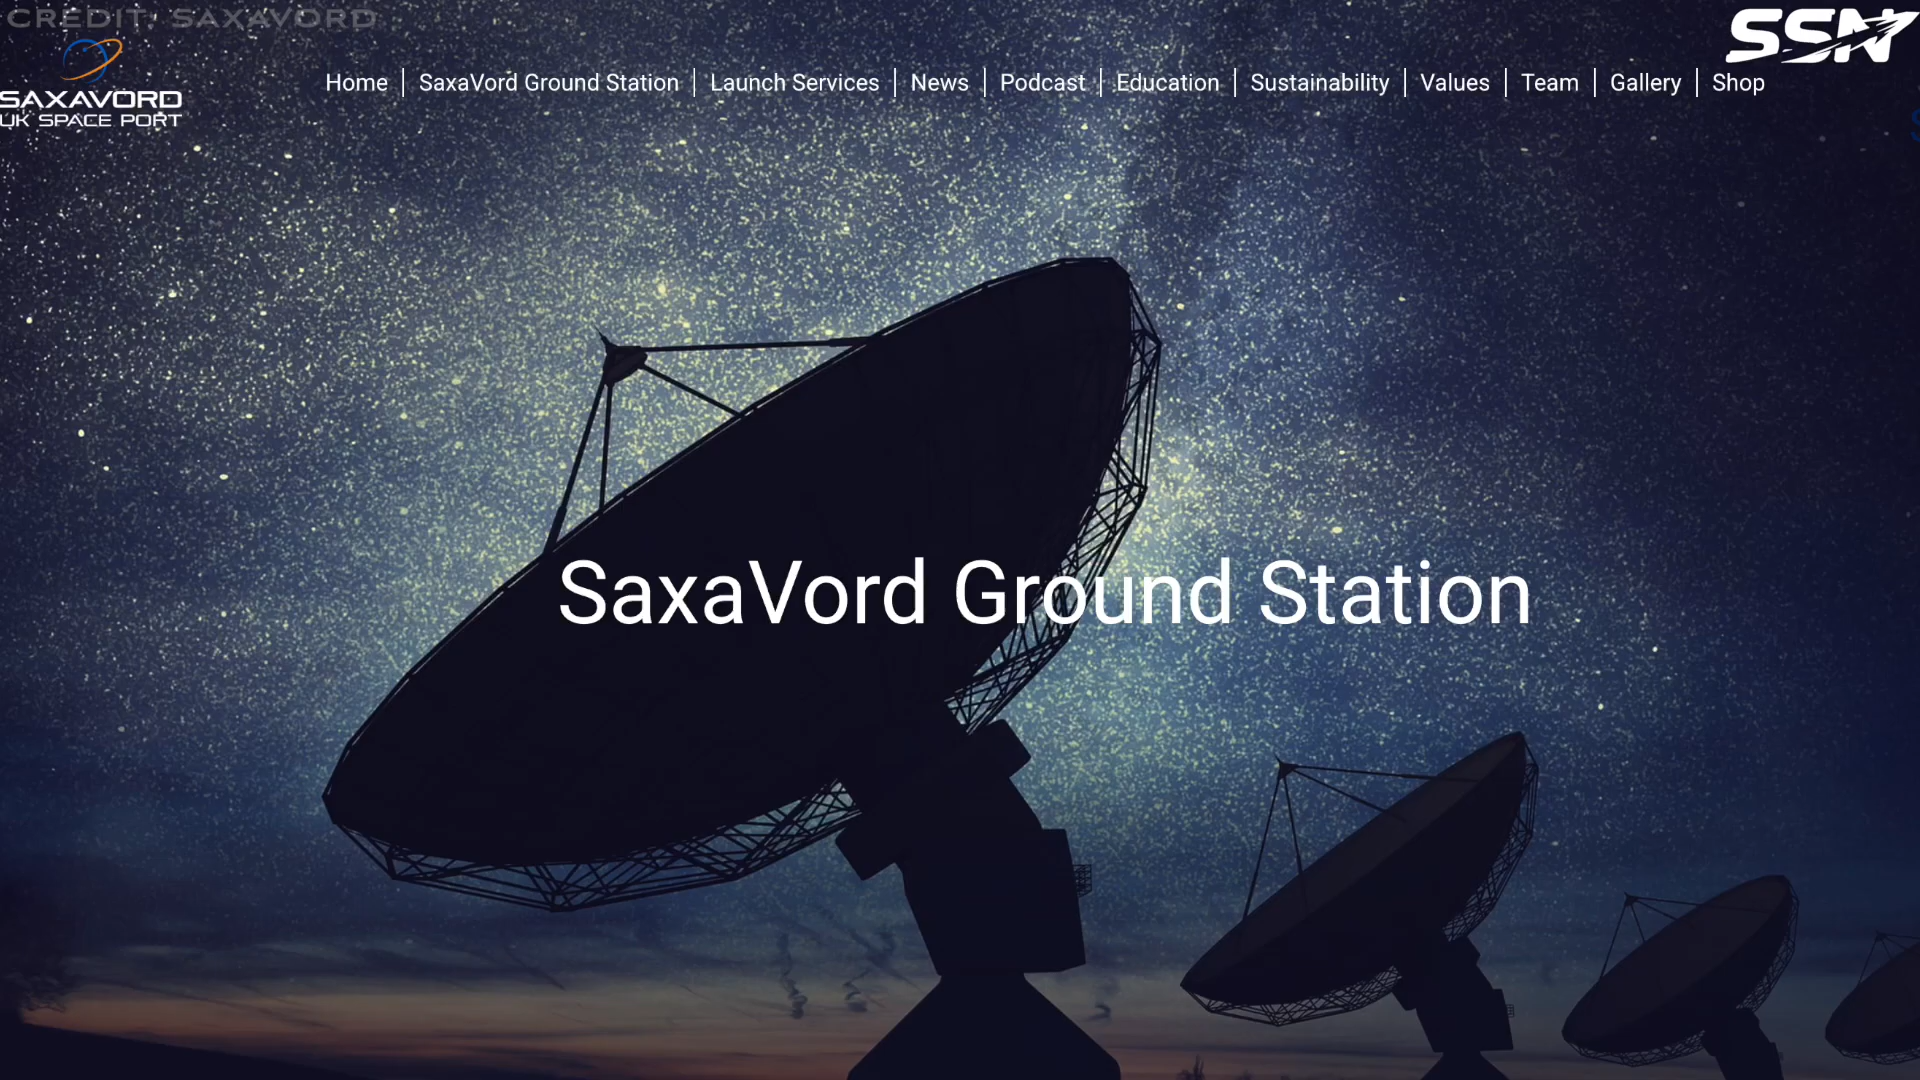 CREDIT: SAXAVORD
SSN
SAXAVORD
UK SPACE PORT
Home
SaxaVord Ground Station
Launch Services
News
Podcast
Education
Sustainability
Values
Team
Gallery
Shop
SaxaVord Ground Station